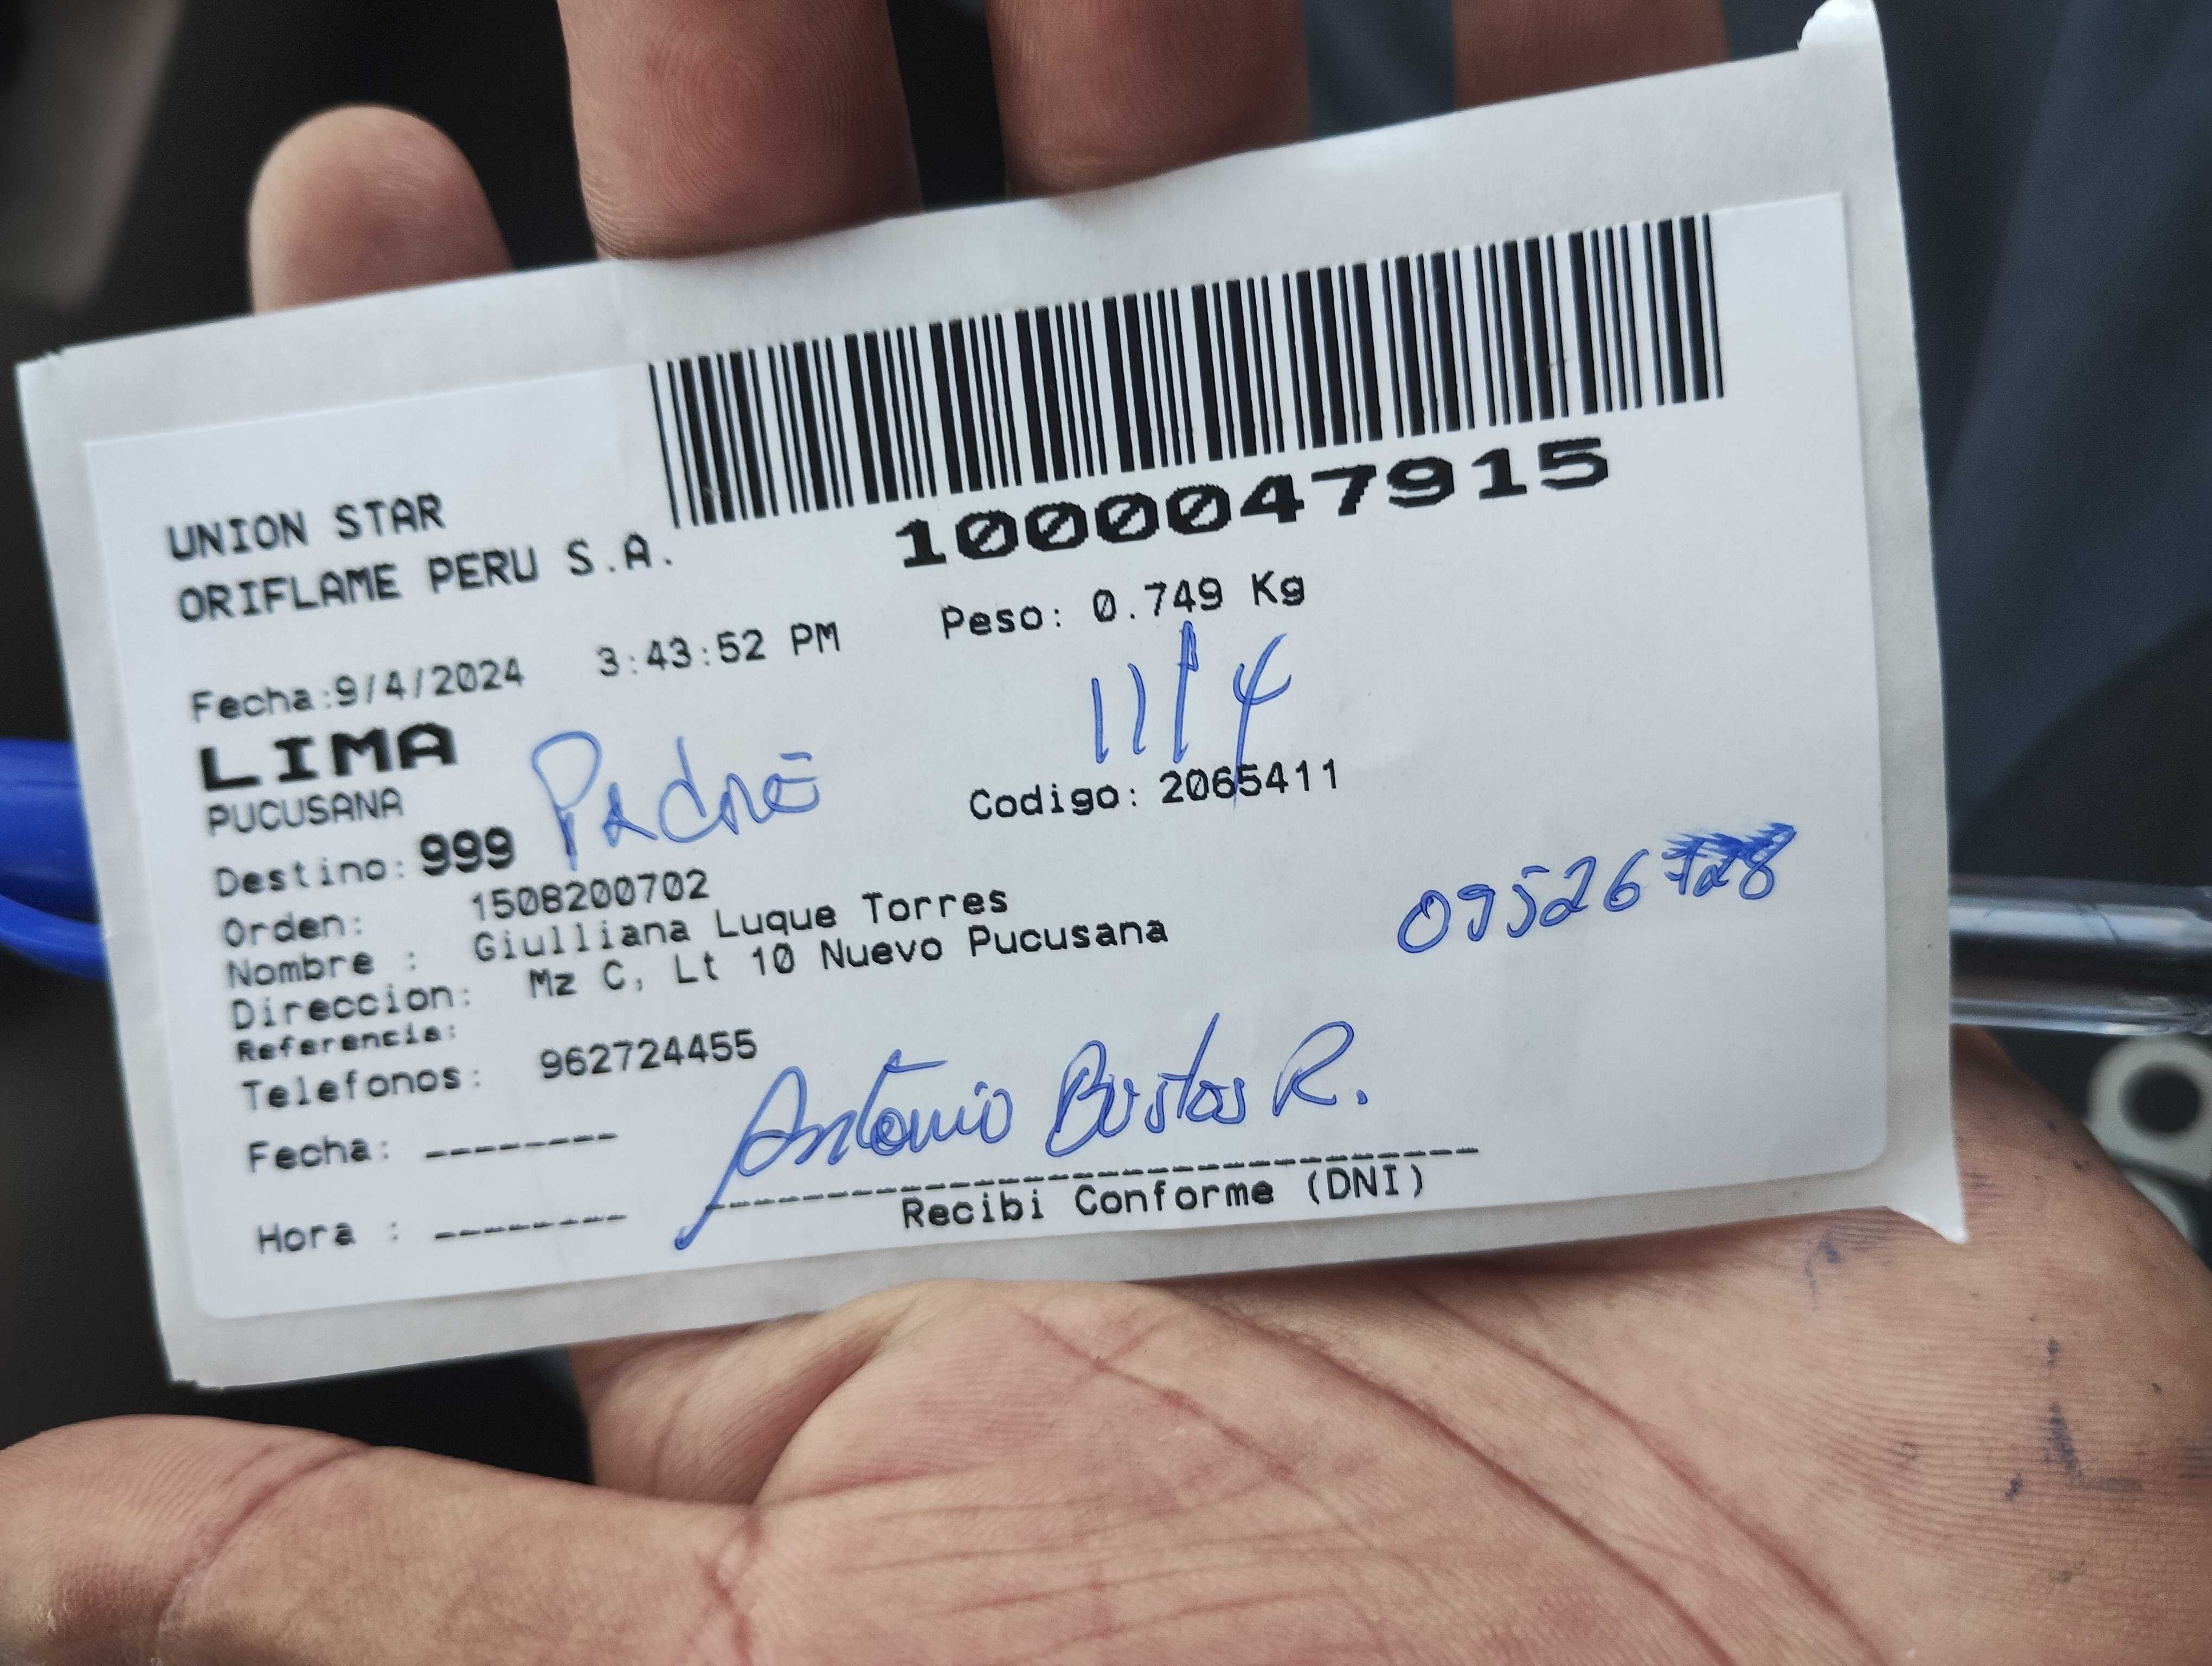 1000047915
UNION STAR
ORIFLAME PERU S.A.
Fecha:9/4/2024 3:43:52 PM Peso: 0.749 Kg
11/4
LIMA
PUCUSANA
Padre
Codigo: 2065411
Destino: 999
Orden: 1508200702
Nombre : Giulliana Luque Torres
Direccion: Mz C, Lt 10 Nuevo Pucusana
Referencia:
09526728
Telefonos: 962724455
Antonio Bustos R.
Fecha: --------
Recibi Conforme (DNI)
Hora : --------